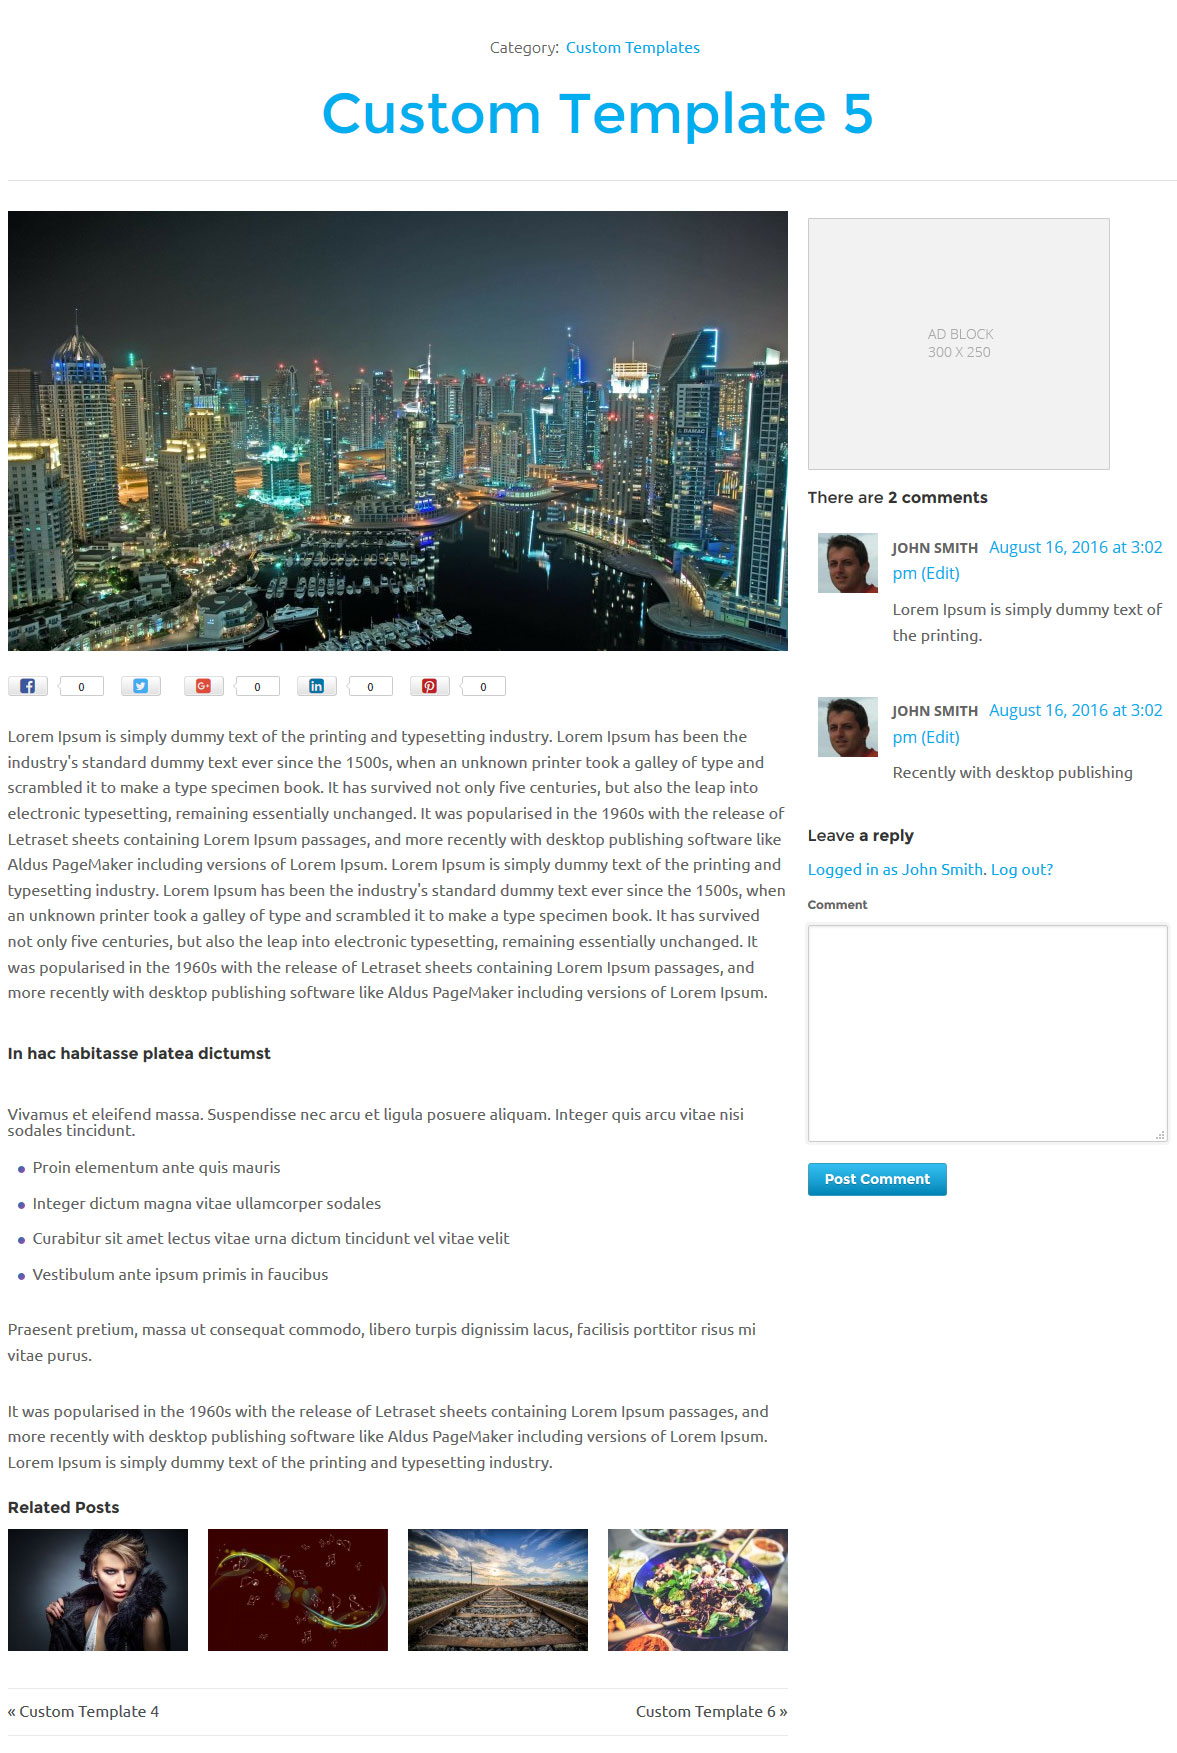 Category: Custom Templates
Custom Template 5
DAMAC
0
0
0
0
Lorem Ipsum is simply dummy text of the printing and typesetting industry. Lorem Ipsum has been the
industry's standard dummy text ever since the 1500s, when an unknown printer took a galley of type and
scrambled it to make a type specimen book. It has survived not only five centuries, but also the leap into
electronic typesetting, remaining essentially unchanged. It was popularised in the 1960s with the release of
Letraset sheets containing Lorem Ipsum passages, and more recently with desktop publishing software like
Aldus PageMaker including versions of Lorem Ipsum. Lorem Ipsum is simply dummy text of the printing and
typesetting industry. Lorem Ipsum has been the industry's standard dummy text ever since the 1500s, when
an unknown printer took a galley of type and scrambled it to make a type specimen book. It has survived
not only five centuries, but also the leap into electronic typesetting, remaining essentially unchanged. It
was popularised in the 1960s with the release of Letraset sheets containing Lorem Ipsum passages, and
more recently with desktop publishing software like Aldus PageMaker including versions of Lorem Ipsum.
In hac habitasse platea dictumst
Vivamus et eleifend massa. Suspendisse nec arcu et ligula posuere aliquam. Integer quis arcu vitae nisi
sodales tincidunt.
Proin elementum ante quis mauris
Integer dictum magna vitae ullamcorper sodales
Curabitur sit amet lectus vitae urna dictum tincidunt vel vitae velit
Vestibulum ante ipsum primis in faucibus
Praesent pretium, massa ut consequat commodo, libero turpis dignissim lacus, facilisis porttitor risus mi
vitae purus.
It was popularised in the 1960s with the release of Letraset sheets containing Lorem Ipsum passages, and
more recently with desktop publishing software like Aldus PageMaker including versions of Lorem Ipsum.
Lorem Ipsum is simply dummy text of the printing and typesetting industry.
Related Posts
« Custom Template 4
Custom Template 6 »
AD BLOCK
300 X 250
There are 2 comments
JOHN SMITH August 16, 2016 at 3:02
pm (Edit)
Lorem Ipsum is simply dummy text of
the printing.
JOHN SMITH August 16, 2016 at 3:02
pm (Edit)
Recently with desktop publishing
Leave a reply
Logged in as John Smith. Log out?
Comment
Post Comment